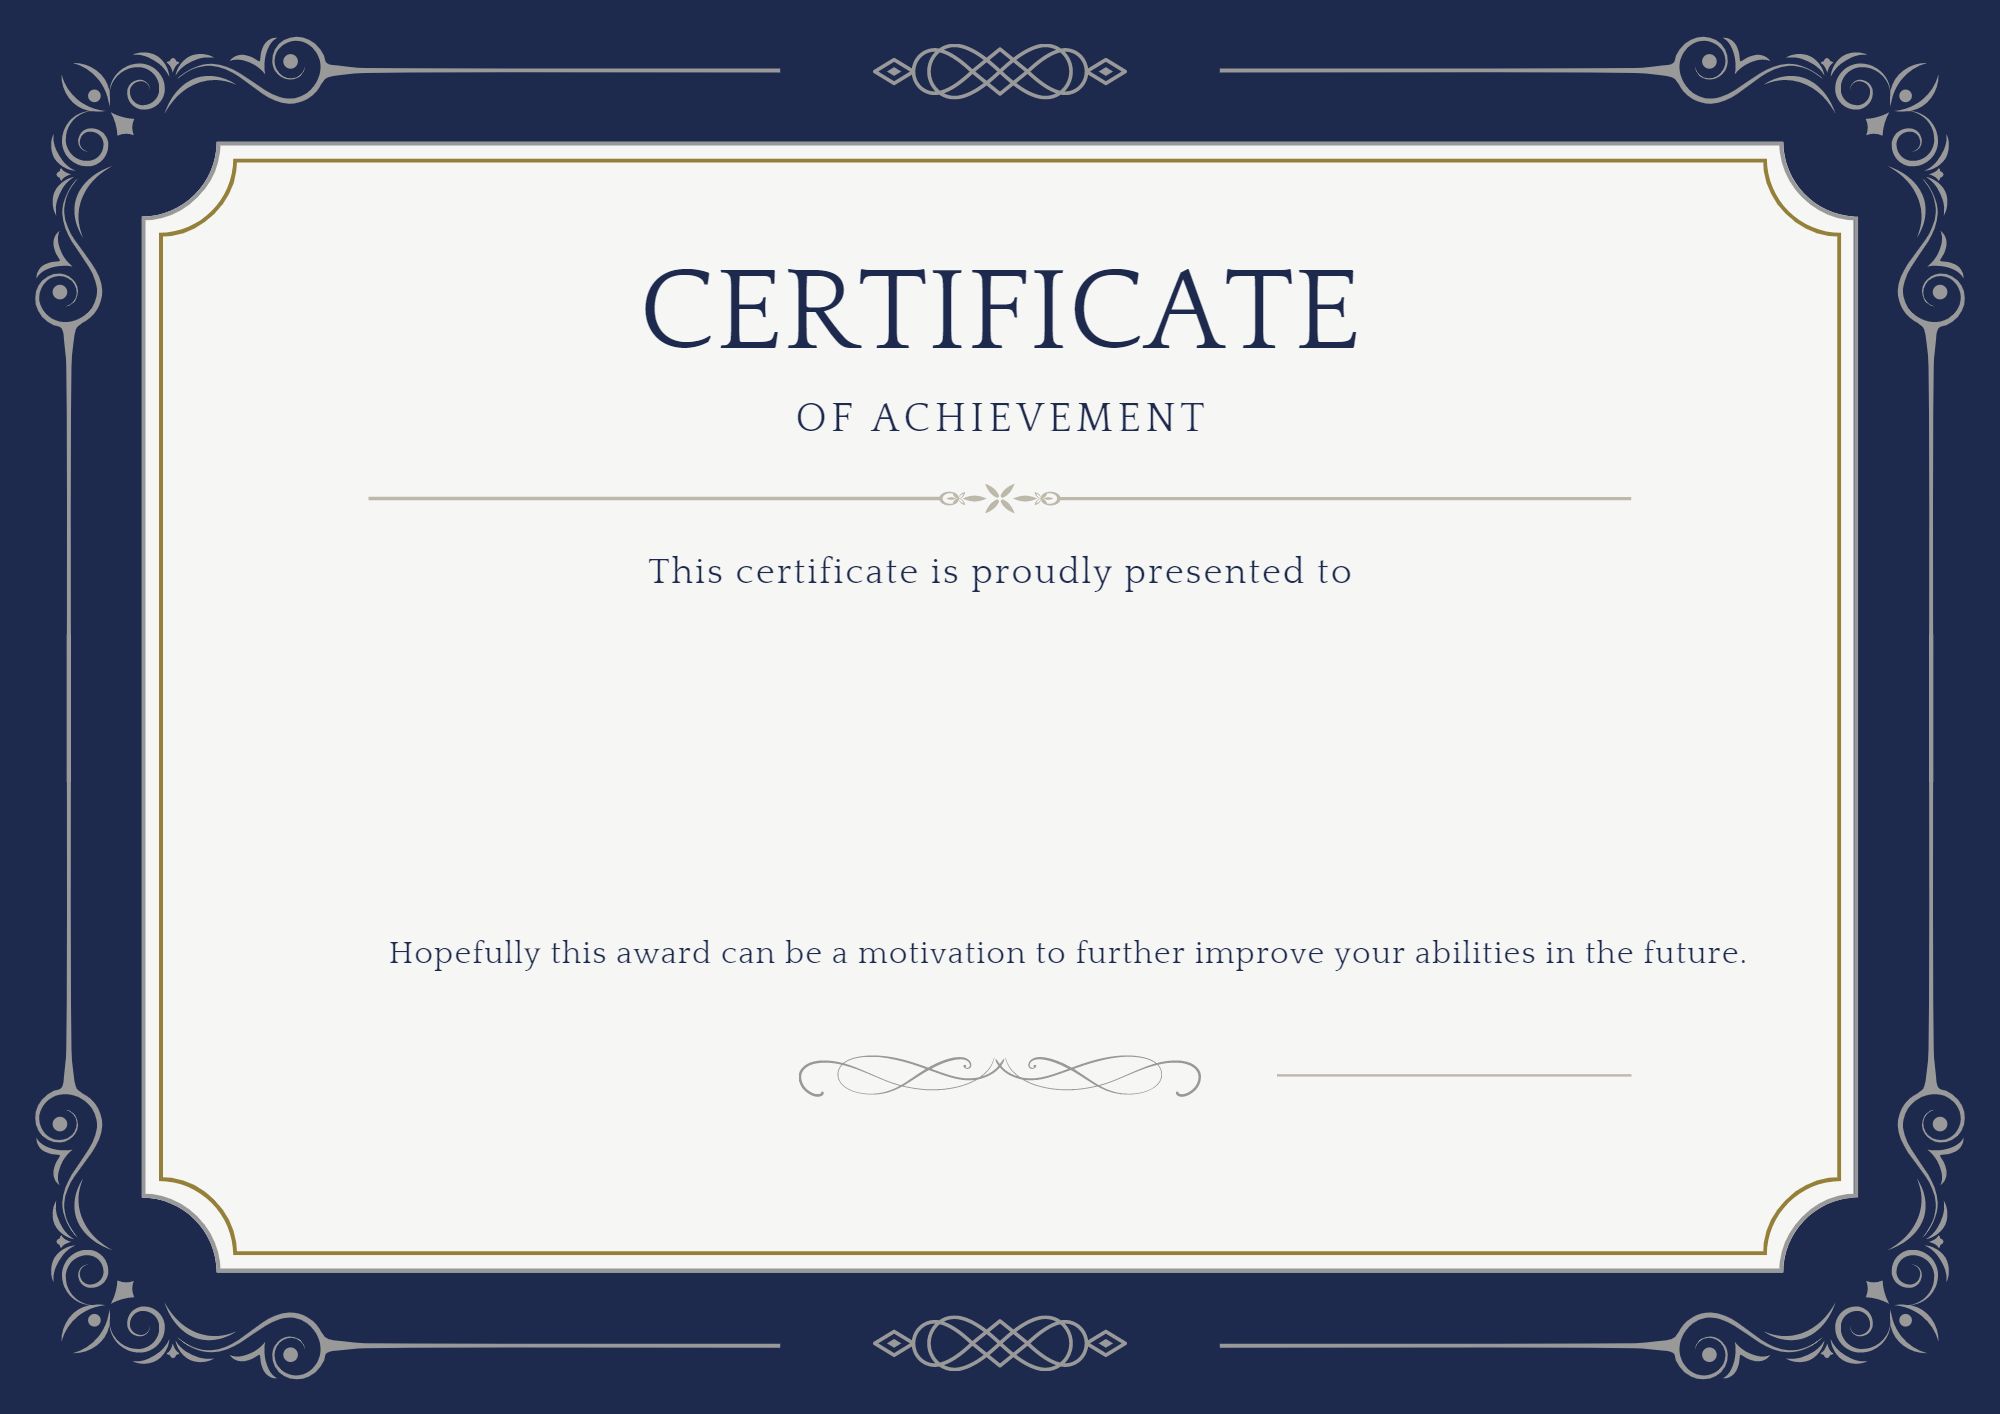 CERTIFICATE
OF ACHIEVEMENT
This certificate is proudly presented to
Hopefully this award can be a motivation to further improve your abilities in the future.